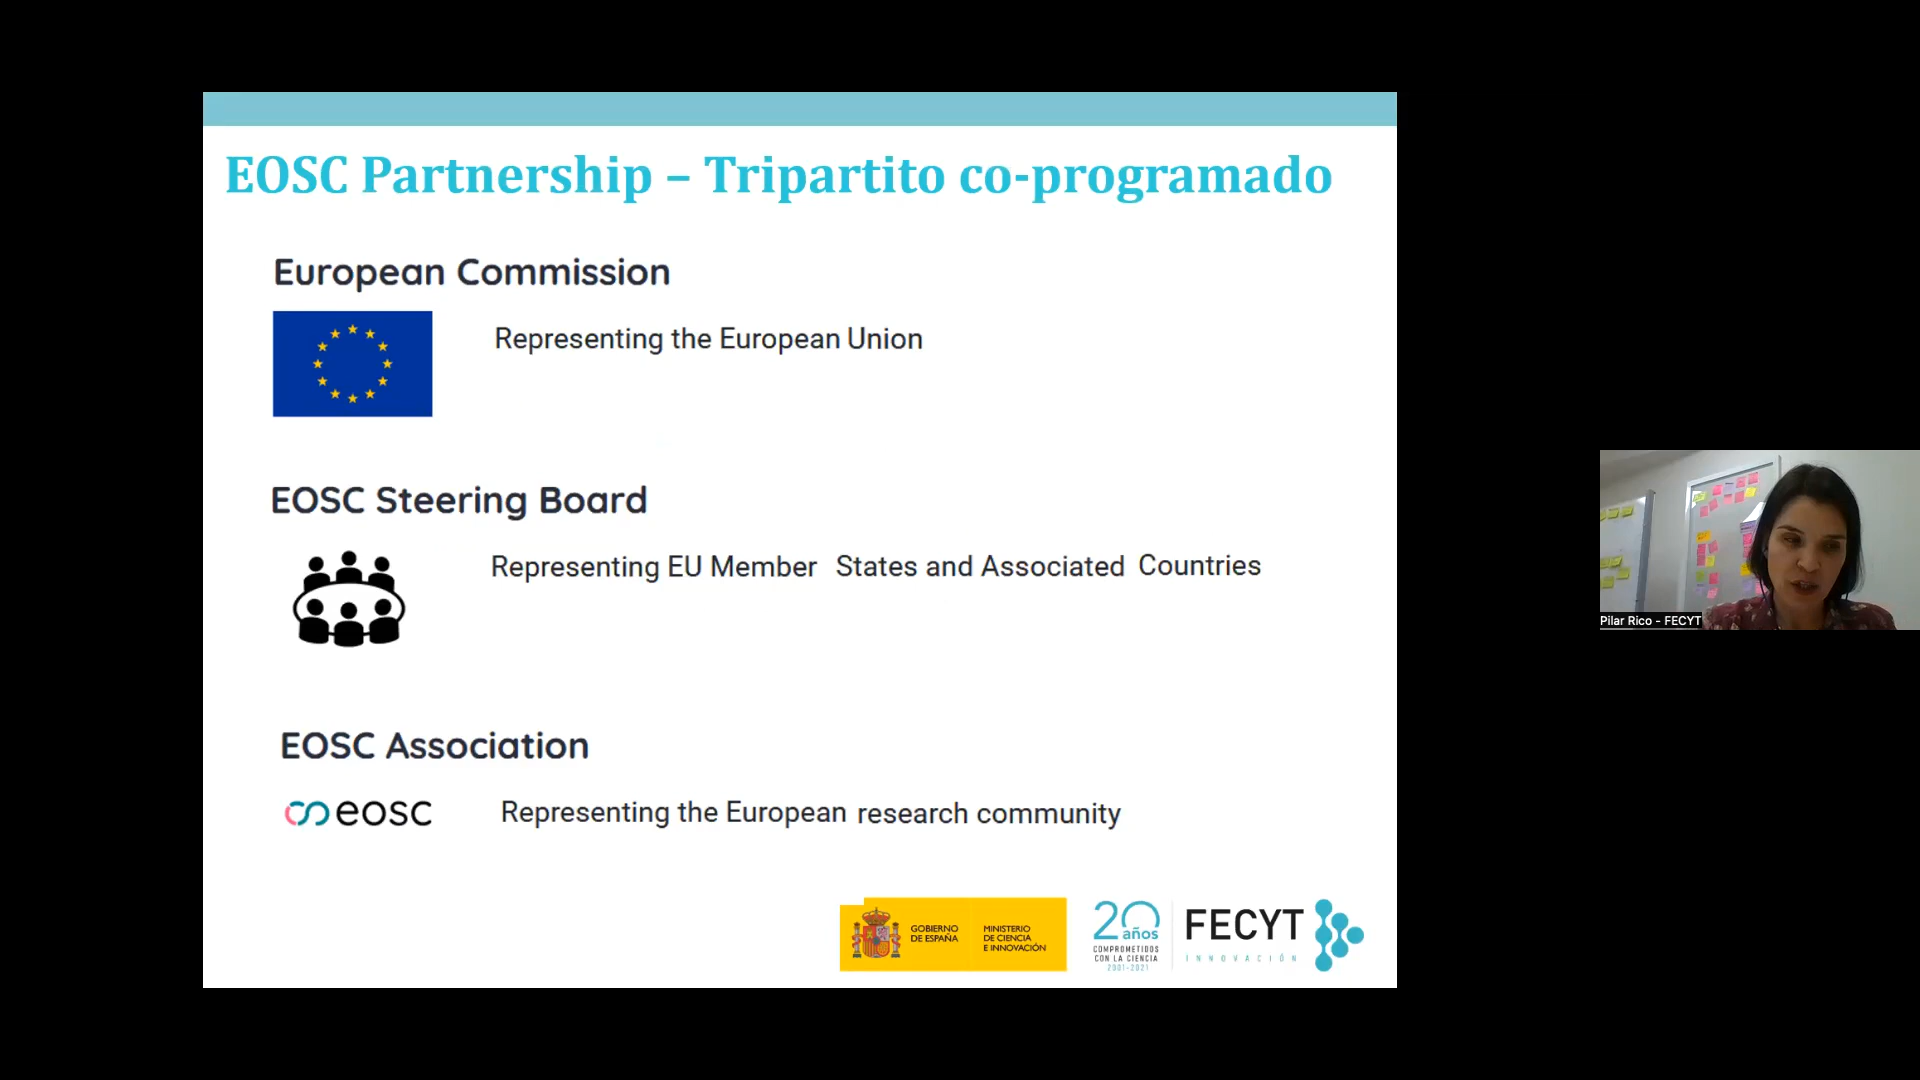 EOSC Partnership – Tripartito co-programado
European Commission
Representing the European Union
EOSC Steering Board
Representing EU Member States and Associated Countries
EOSC Association
eosc
Representing the European research community
GOBIERNO
DE ESPAÑA
MINISTERIO
DE CIENCIA
E INNOVACIÓN
20
años
COMPROMETIDOS
CON LA CIENCIA
2001-2021
FECYT
INNOVACIÓN
Pilar Rico - FECYT